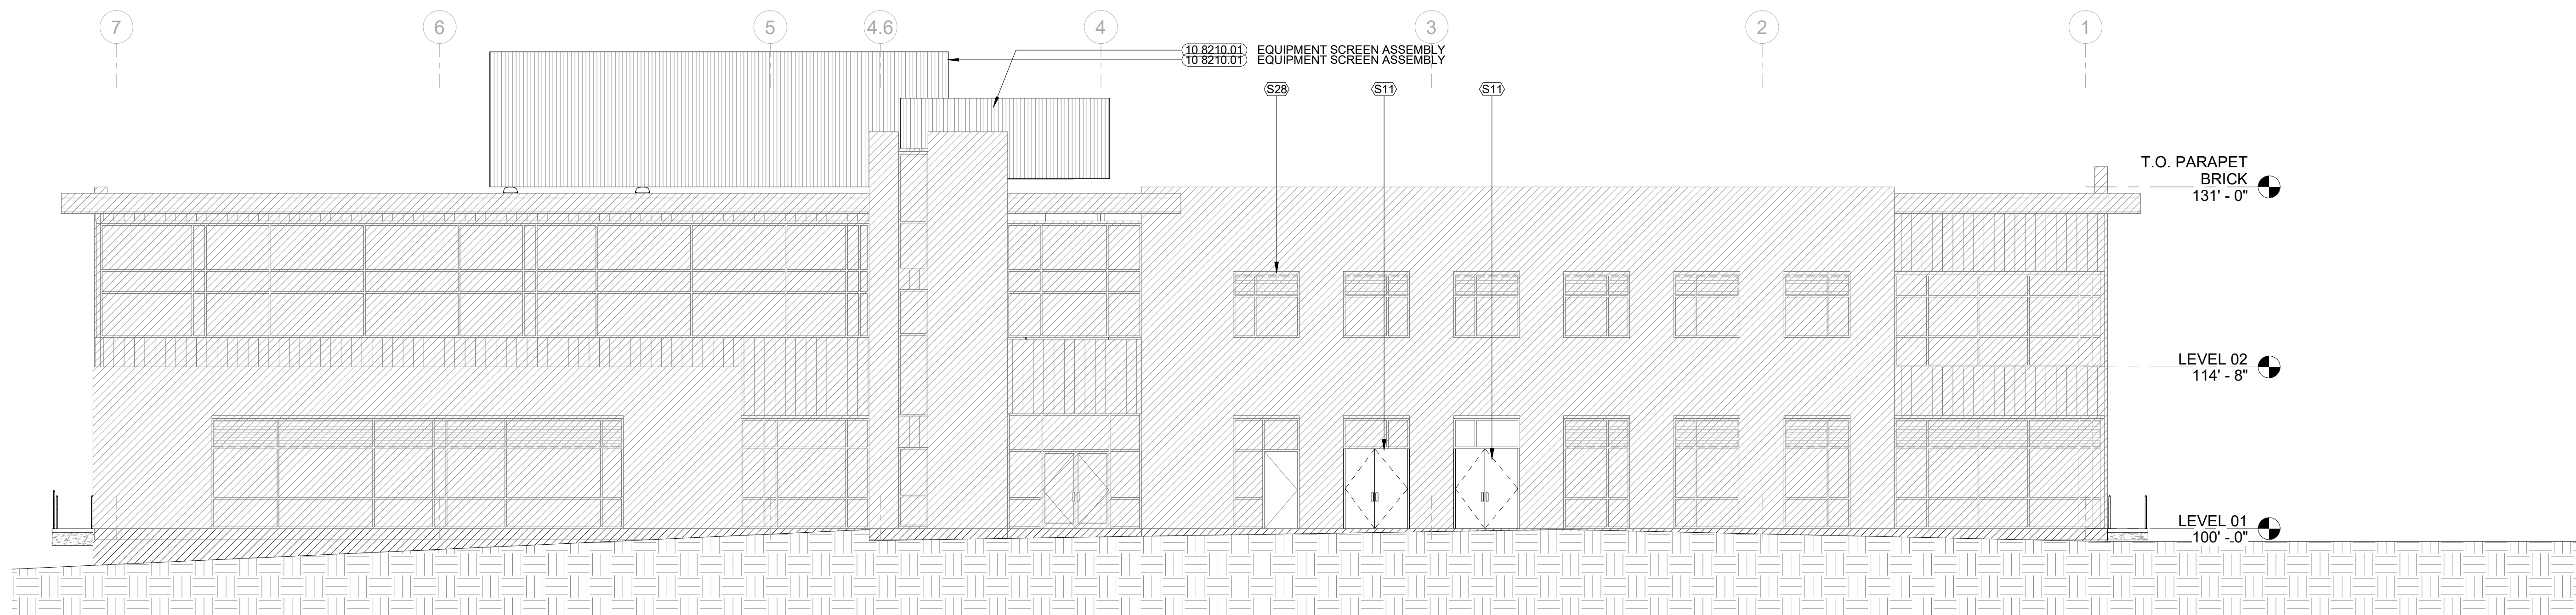 7
6
5
4.6
4
3
2
1
10 8210.01 EQUIPMENT SCREEN ASSEMBLY
10 8210.01 EQUIPMENT SCREEN ASSEMBLY
S28
S11
S11
T.O. PARAPET
BRICK
131' - 0"
LEVEL 02
114' - 8"
LEVEL 01
100' - 0"